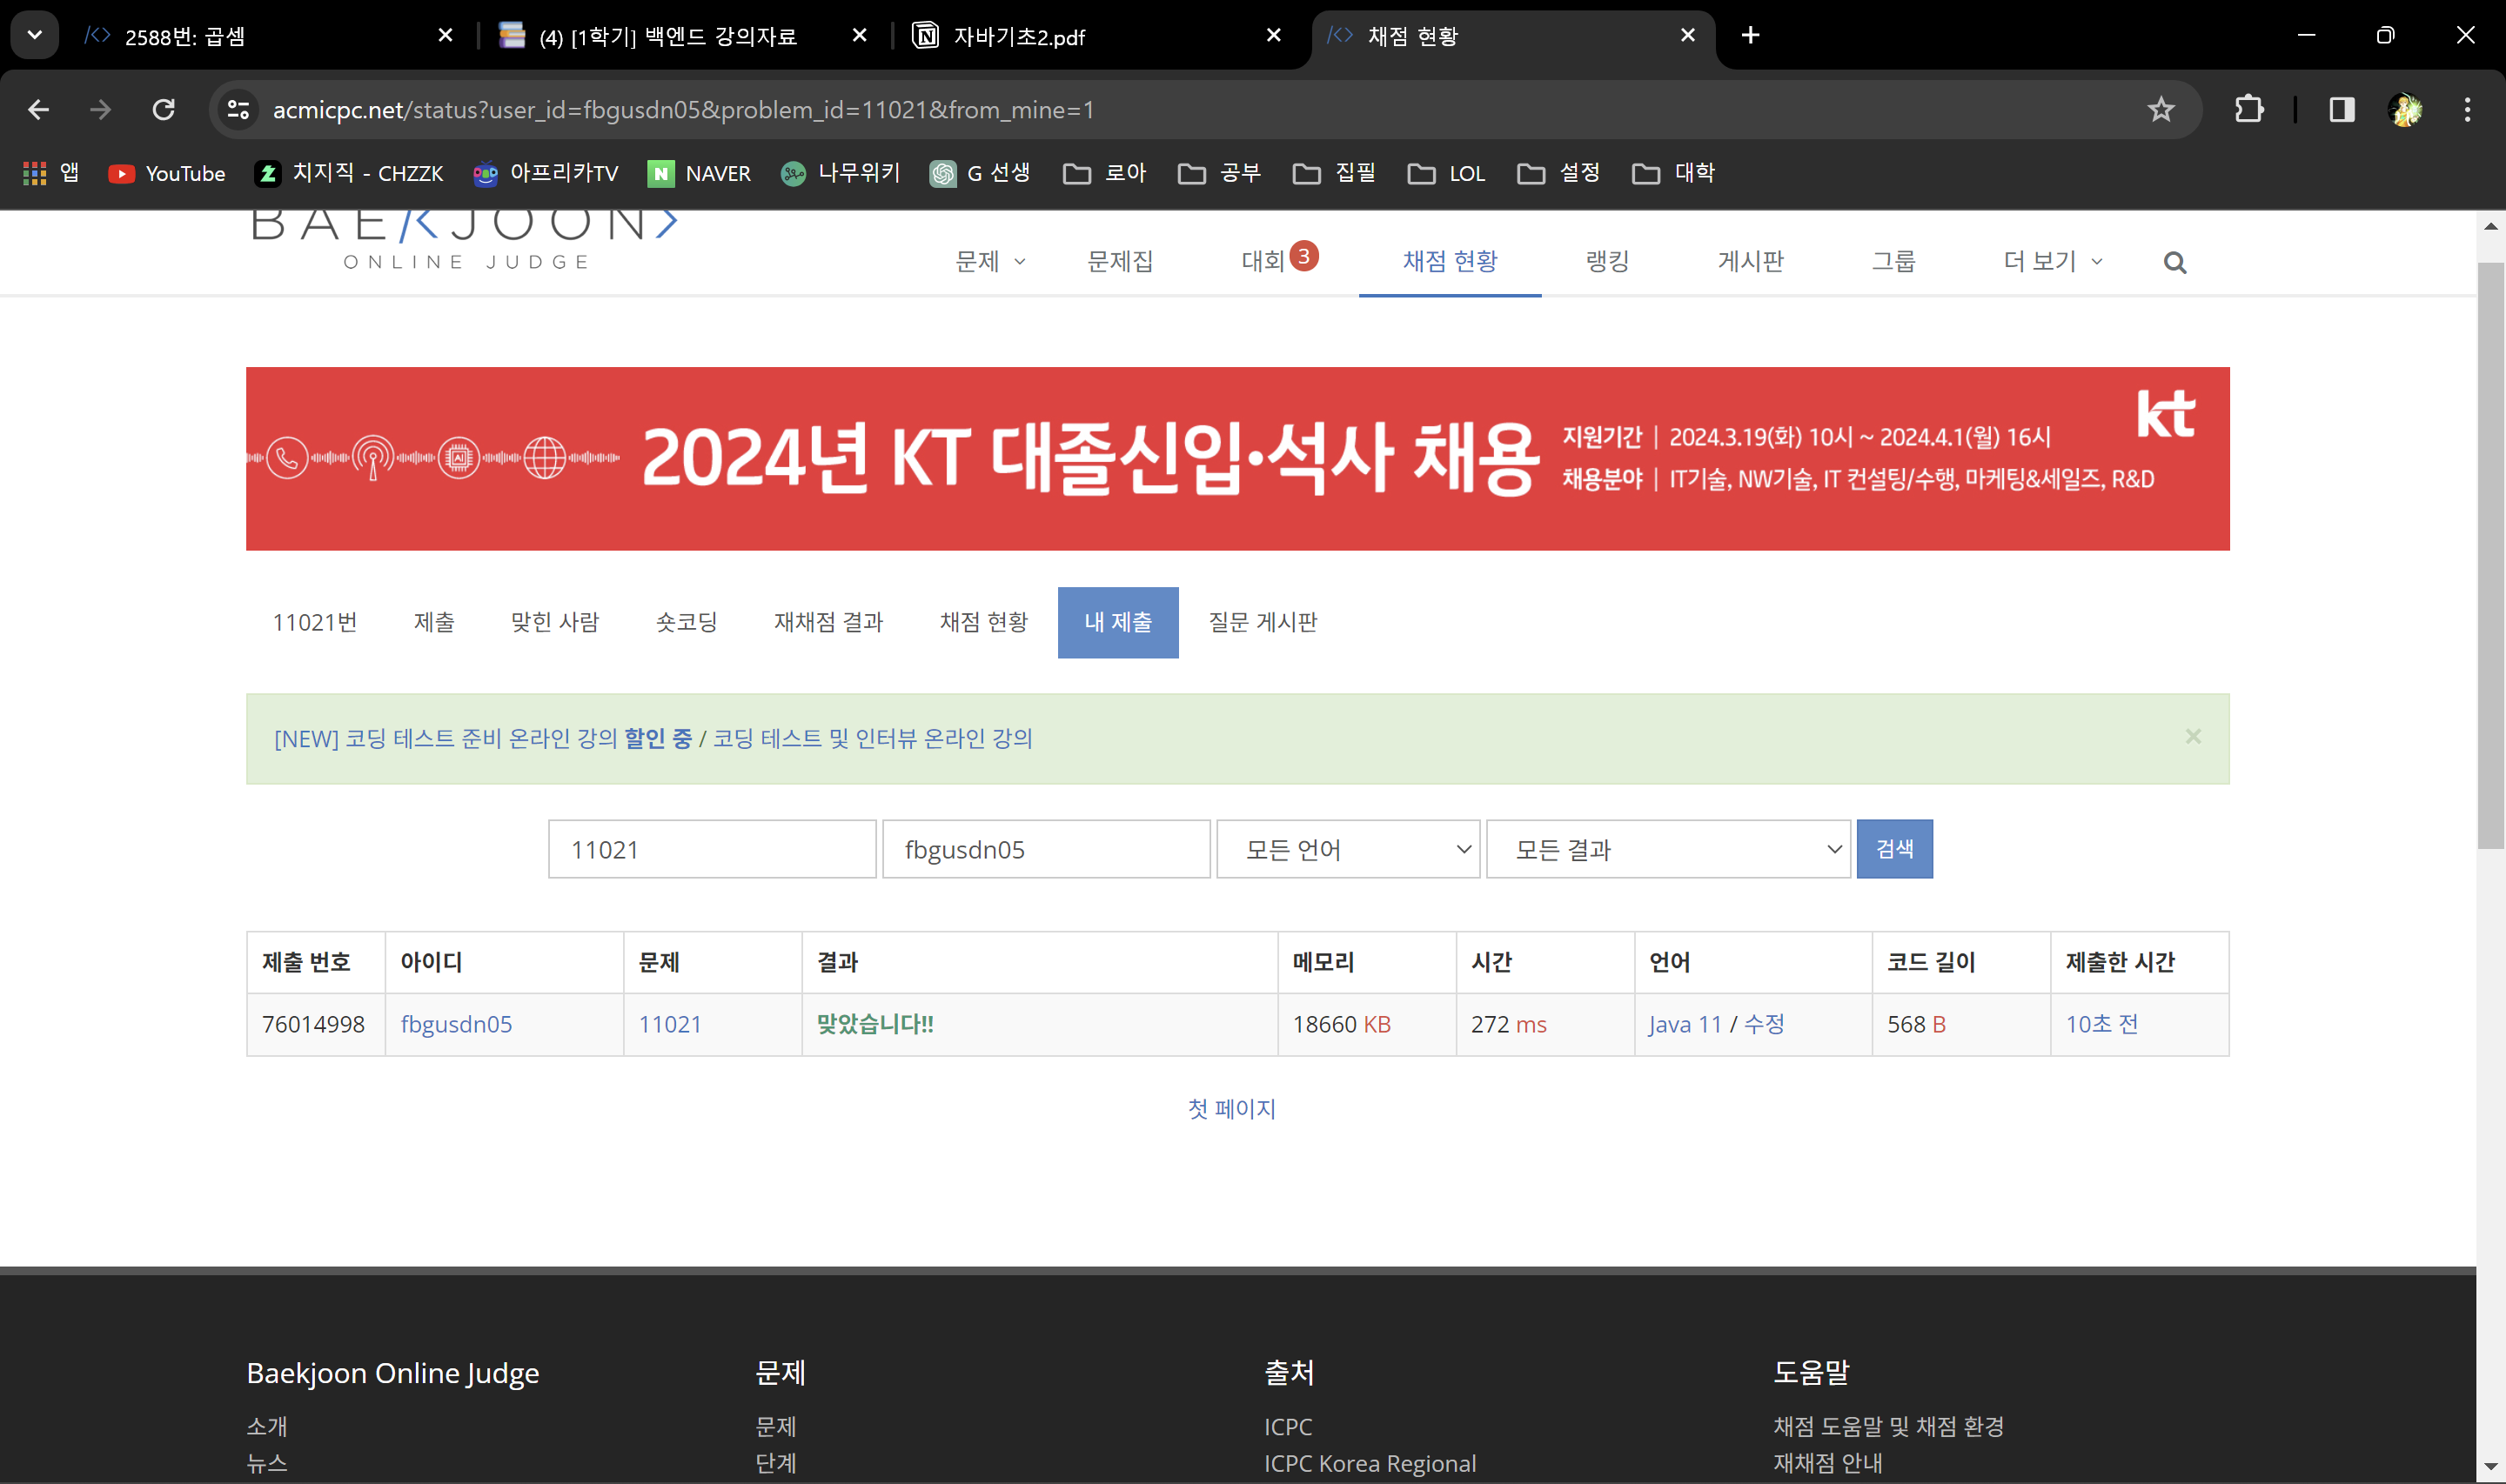 2588번: 곱셈
(4) [1학기] 백엔드 강의자료
자바기초2.pdf
채점 현황
acmicpc.net/status?user_id=fbgusdn05&problem_id=11021&from_mine=1
앱 YouTube 치지직 - CHZZK 아프리카TV NAVER 나무위키 G 선생 로아 공부 집필 LOL 설정 대학
BAEKJOON>
ONLINE JUDGE
문제 문제집 대회 3 채점 현황 랭킹 게시판 그룹 더 보기
2024년 KT 대졸신입·석사 채용
지원기간 | 2024.3.19(화) 10시 ~ 2024.4.1(월) 16시
채용분야 | IT기술, NW기술, IT 컨설팅/수행, 마케팅&세일즈, R&D
kt
AI
11021번 제출 맞힌 사람 숏코딩 재채점 결과 채점 현황 내 제출 질문 게시판
[NEW] 코딩 테스트 준비 온라인 강의 할인 중 / 코딩 테스트 및 인터뷰 온라인 강의
11021 fbgusdn05 모든 언어 모든 결과 검색
제출 번호 아이디 문제 결과 메모리 시간 언어 코드 길이 제출한 시간
76014998 fbgusdn05 11021 맞았습니다!! 18660 KB 272 ms Java 11 / 수정 568 B 10초 전
첫 페이지
Baekjoon Online Judge 문제 출처 도움말
소개 문제 ICPC 채점 도움말 및 채점 환경
뉴스 단계 ICPC Korea Regional 재채점 안내